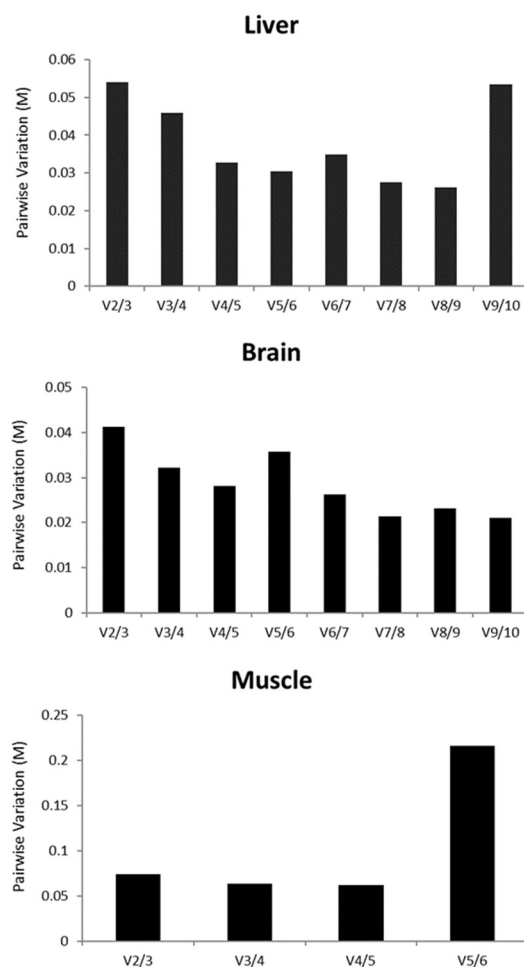 Liver
Pairwise Variation (M)
0.06
0.05
0.04
0.03
0.02
0.01
0
V2/3 V3/4 V4/5 V5/6 V6/7 V7/8 V8/9 V9/10
Brain
Pairwise Variation (M)
0.05
0.04
0.03
0.02
0.01
0
V2/3 V3/4 V4/5 V5/6 V6/7 V7/8 V8/9 V9/10
Muscle
Pairwise Variation (M)
0.25
0.2
0.15
0.1
0.05
0
V2/3 V3/4 V4/5 V5/6